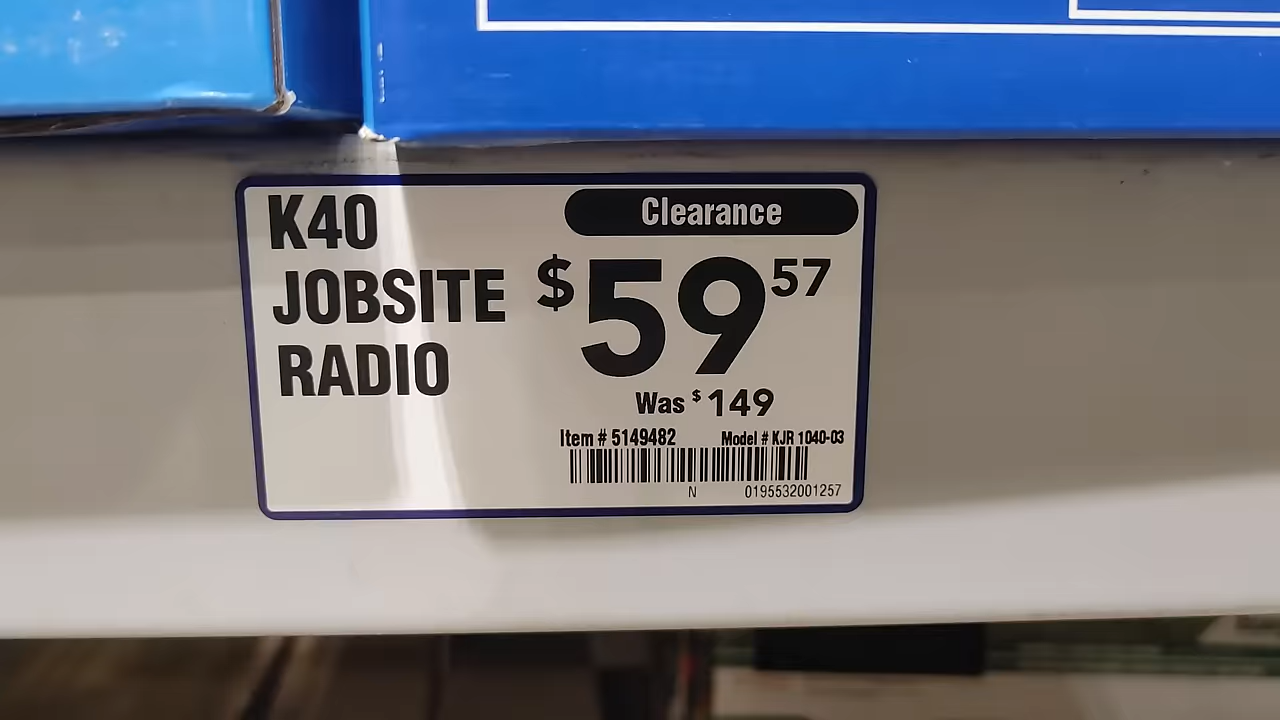 K40
JOBSITE
RADIO
Clearance
$59 57
Was $149
Item # 5149482 Model # KJR 1040-03
N 0195532001257